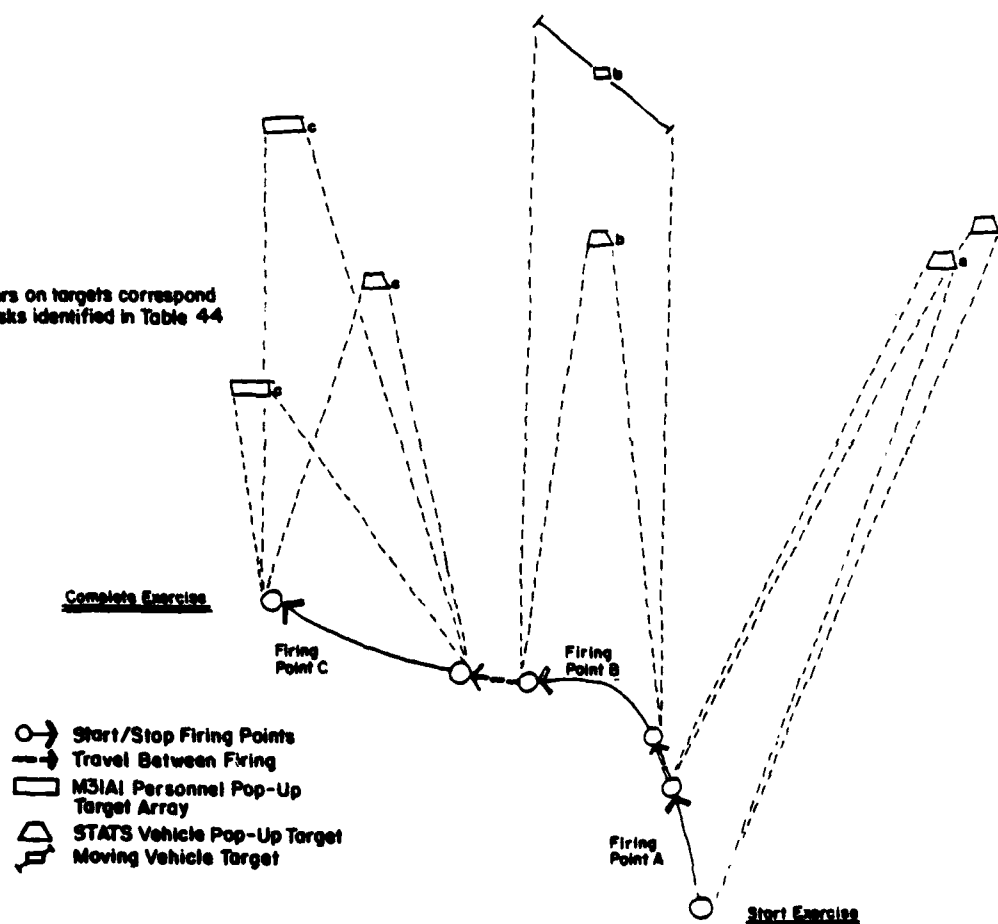 c
b
b
c
a
rs on targets correspond
sks identified in Table 44
c
Complete Exercise
Firing
Point C
Firing
Point B
Start/Stop Firing Points
Travel Between Firing
M31A1 Personnel Pop-Up
Target Array
STATS Vehicle Pop-Up Target
Moving Vehicle Target
Firing
Point A
Start Exercise